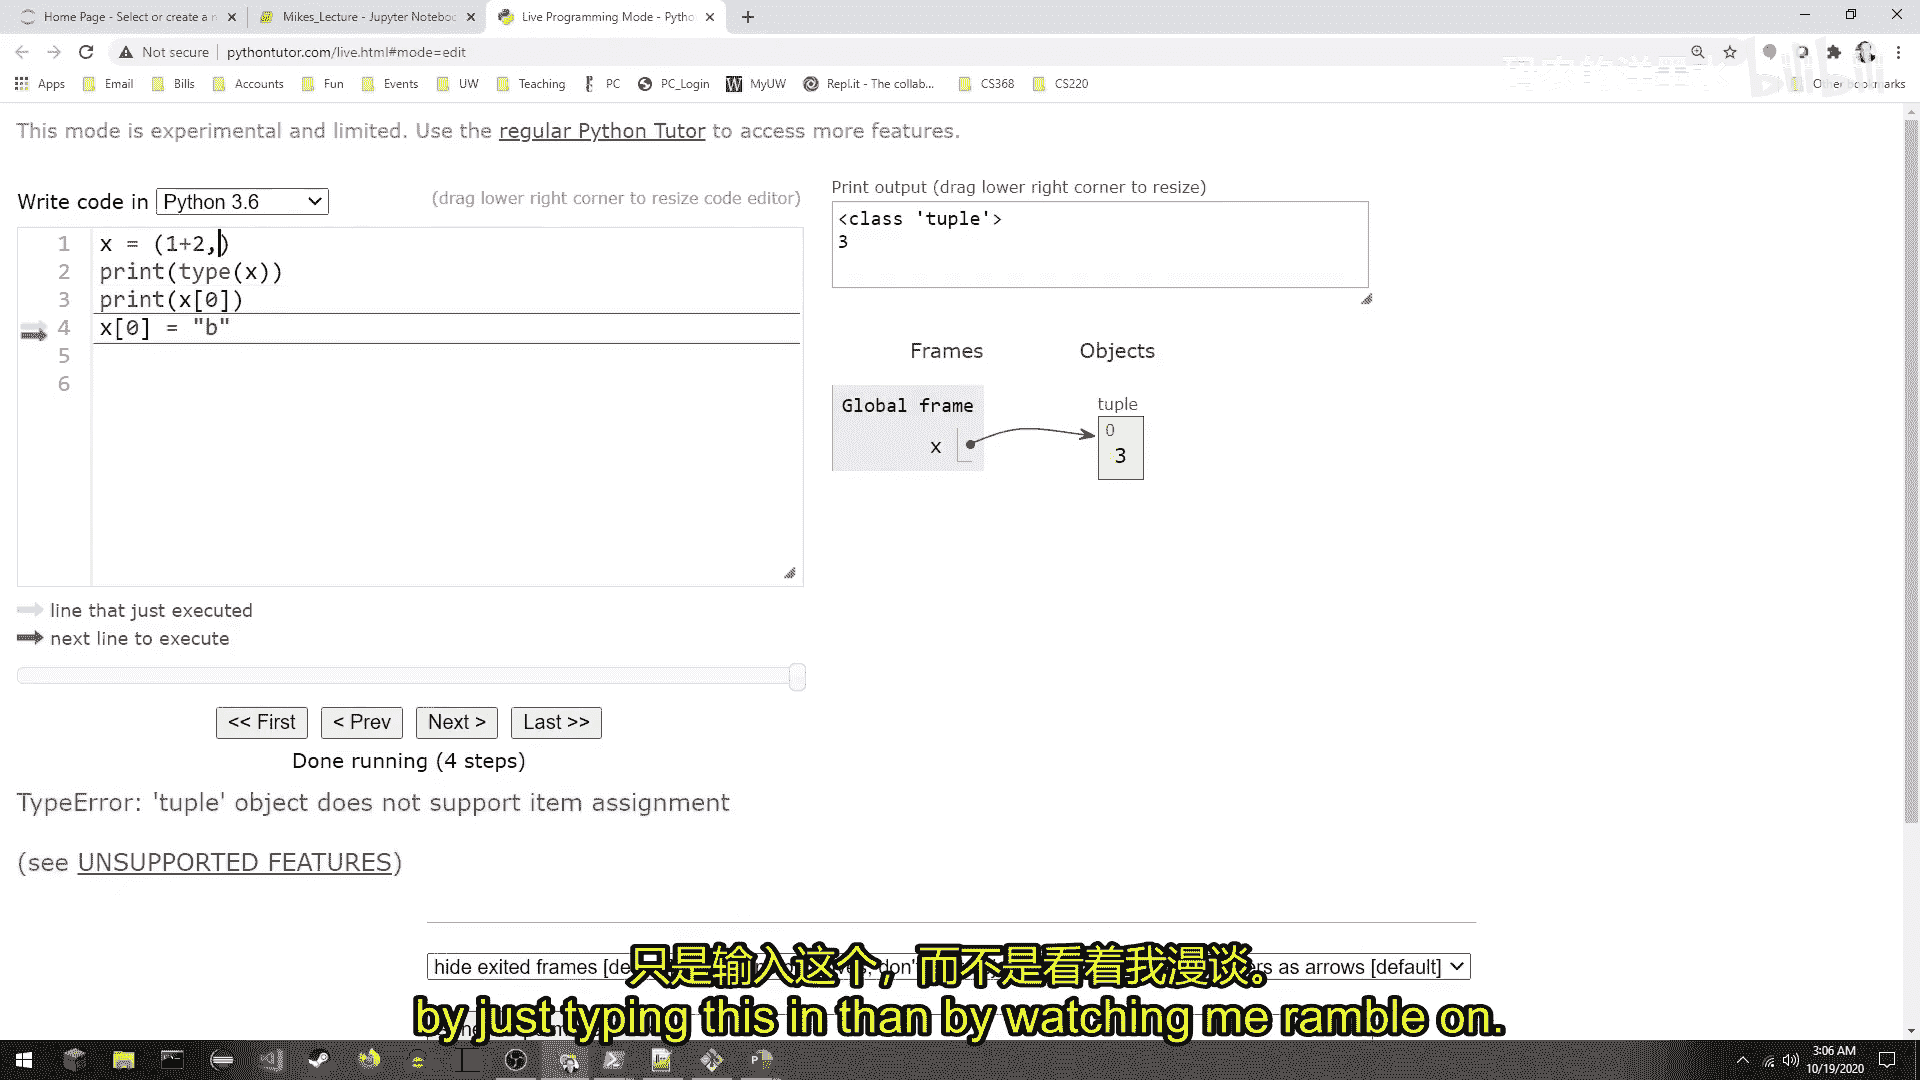 Home Page - Select or create a n
Mikes_Lecture - Jupyter Noteboo
Live Programming Mode - Pytho
Not secure
pythontutor.com/live.html#mode=edit
Apps
Email
Bills
Accounts
Fun
Events
UW
Teaching
PC
PC_Login
MyUW
Repl.it - The collab...
CS368
CS220
Other bookmarks
This mode is experimental and limited. Use the regular Python Tutor to access more features.
Write code in Python 3.6
(drag lower right corner to resize code editor)
1 x = (1+2,)
2 print(type(x))
3 print(x[0])
4 x[0] = "b"
5
6
line that just executed
next line to execute
<< First
< Prev
Next >
Last >>
Done running (4 steps)
TypeError: 'tuple' object does not support item assignment
(see UNSUPPORTED FEATURES)
Print output (drag lower right corner to resize)
<class 'tuple'>
3
Frames
Objects
Global frame
x
tuple
0
3
hide exited frames [de
ers as arrows [default]
只是输入这个，而不是看着我漫谈。
by just typing this in than by watching me ramble on.
3:06 AM
10/19/2020